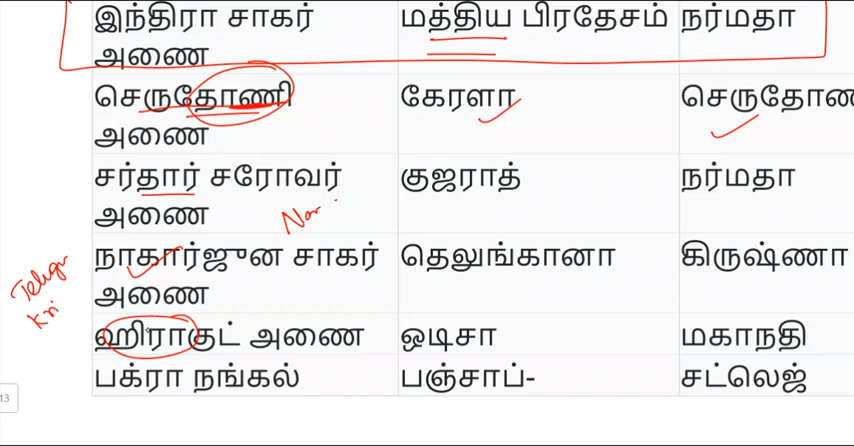 இந்திரா சாகர் மத்திய பிரதேசம் நர்மதா
அணை
செருதோணி கேரளா செருதோண
அணை
சர்தார் சரோவர் குஜராத் நர்மதா
அணை
Nar
நாகார்ஜுன சாகர் தெலுங்கானா கிருஷ்ணா
அணை
Kri
ஹிராகுட் அணை ஒடிசா மகாநதி
பக்ரா நங்கல் பஞ்சாப்- சட்லெஜ்
13